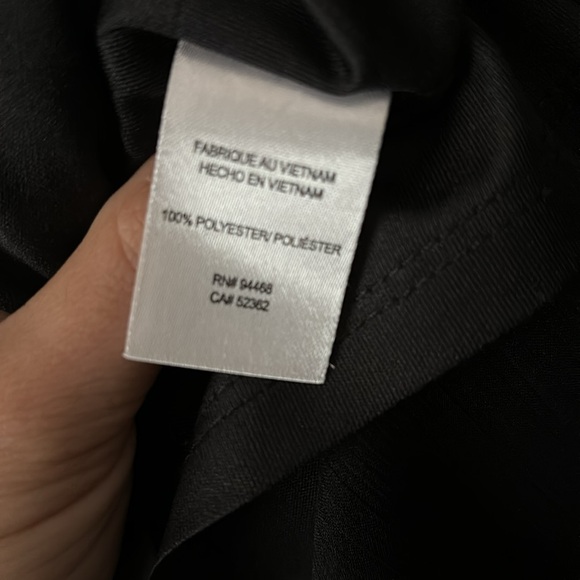 FABRIQUE AU VIETNAM
HECHO EN VIETNAM
100% POLYESTER/ POLIÉSTER
RN# 94468
CA# 52362